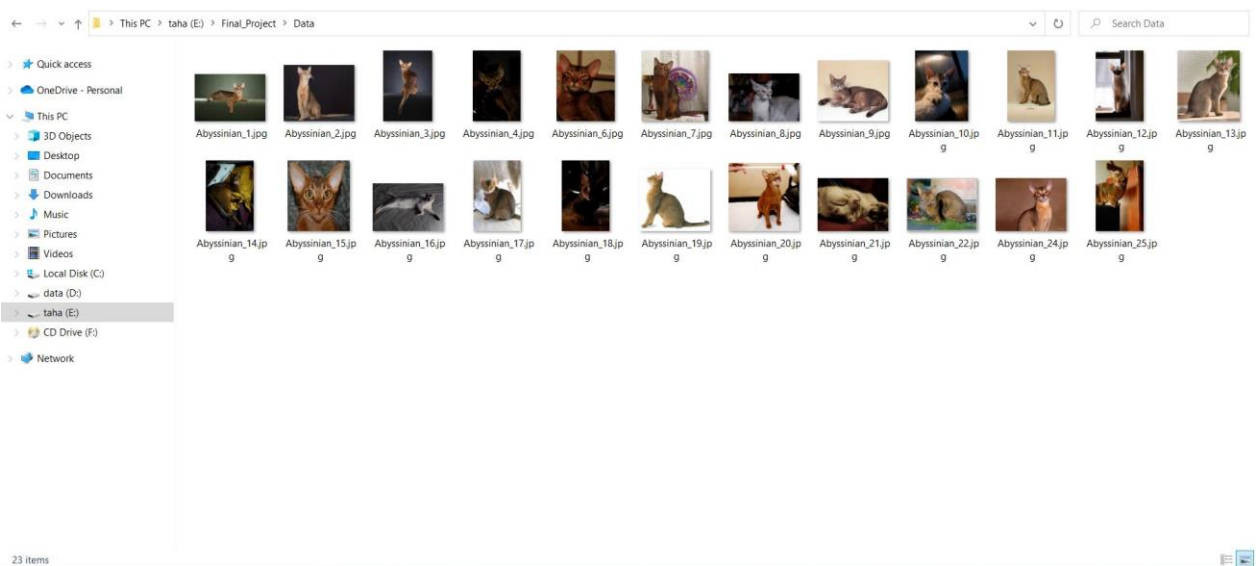 This PC > taha (E:) > Final_Project > Data
Search Data
Quick access
OneDrive - Personal
This PC
3D Objects
Desktop
Documents
Downloads
Music
Pictures
Videos
Local Disk (C:)
data (D:)
taha (E:)
CD Drive (F:)
Network
Abyssinian_1.jpg
Abyssinian_2.jpg
Abyssinian_3.jpg
Abyssinian_4.jpg
Abyssinian_6.jpg
Abyssinian_7.jpg
Abyssinian_8.jpg
Abyssinian_9.jpg
Abyssinian_10.jp
g
Abyssinian_11.jp
g
Abyssinian_12.jp
g
Abyssinian_13.jp
g
Abyssinian_14.jp
g
Abyssinian_15.jp
g
Abyssinian_16.jp
g
Abyssinian_17.jp
g
Abyssinian_18.jp
g
Abyssinian_19.jp
g
Abyssinian_20.jp
g
Abyssinian_21.jp
g
Abyssinian_22.jp
g
Abyssinian_24.jp
g
Abyssinian_25.jp
g
23 items